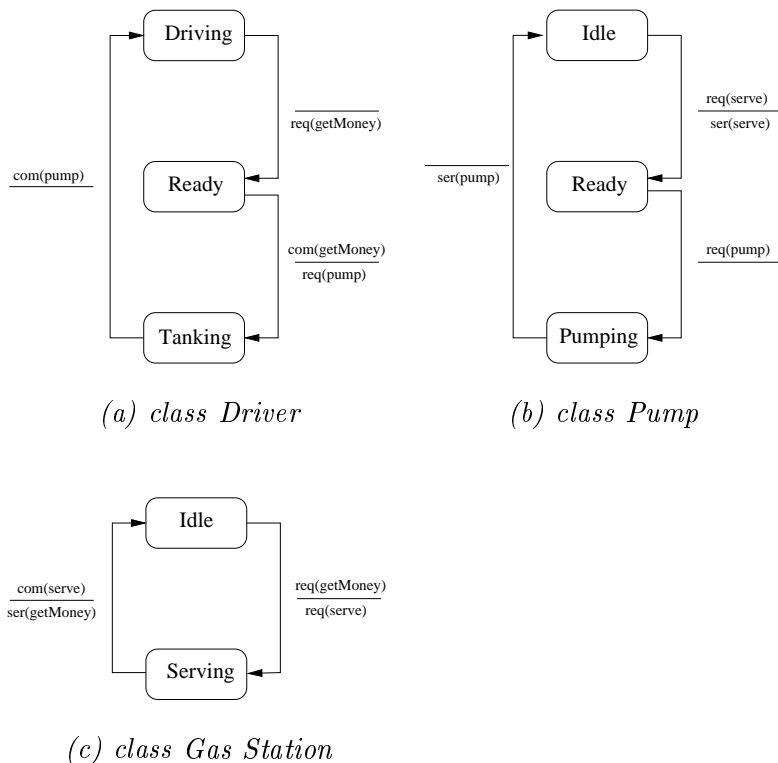 Driving
req(getMoney)
com(pump)
Ready
com(getMoney)
req(pump)
Tanking
(a) class Driver
Idle
req(serve)
ser(serve)
ser(pump)
Ready
req(pump)
Pumping
(b) class Pump
Idle
com(serve)
ser(getMoney)
req(getMoney)
req(serve)
Serving
(c) class Gas Station